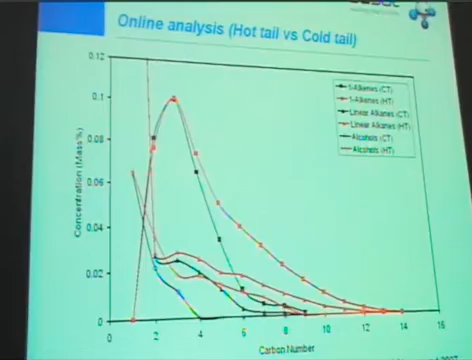 Online analysis (Hot tail vs Cold tail)
0.12
0.1
0.08
0.06
0.04
0.02
0
0 2 4 6 8 10 12 14 16
Concentration (Mass%)
Carbon Number
1-Alkenes (CT)
1-Alkenes (HT)
Linear Alkanes (CT)
Linear Alkanes (HT)
Alcohols (CT)
Alcohols (HT)